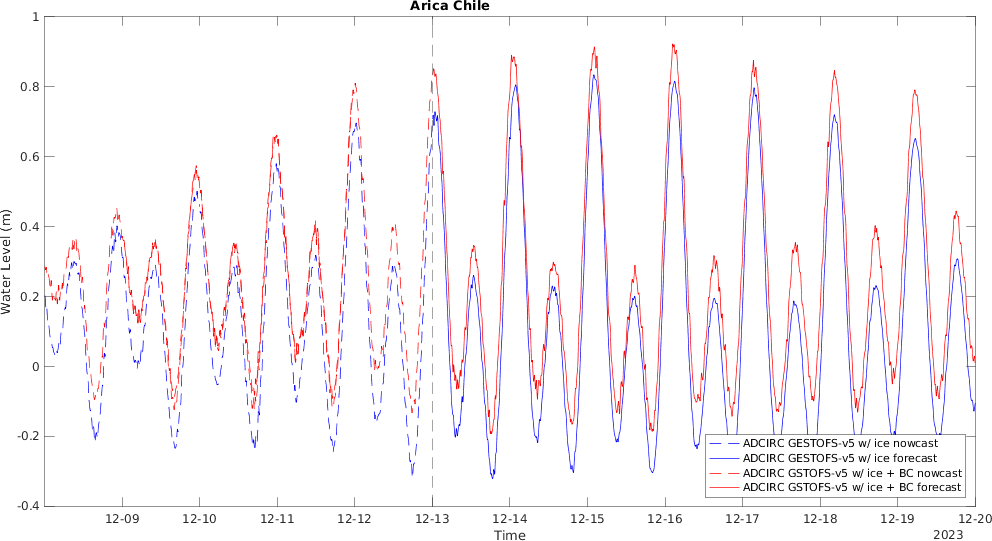 Arica Chile
1
0.8
0.6
0.4
0.2
0
-0.2
-0.4
Water Level (m)
ADCIRC GESTOFS-v5 w/ ice nowcast
ADCIRC GESTOFS-v5 w/ ice forecast
ADCIRC GSTOFS-v5 w/ ice + BC nowcast
ADCIRC GSTOFS-v5 w/ ice + BC forecast
12-09 12-10 12-11 12-12 12-13 12-14 12-15 12-16 12-17 12-18 12-19 12-20
Time
2023